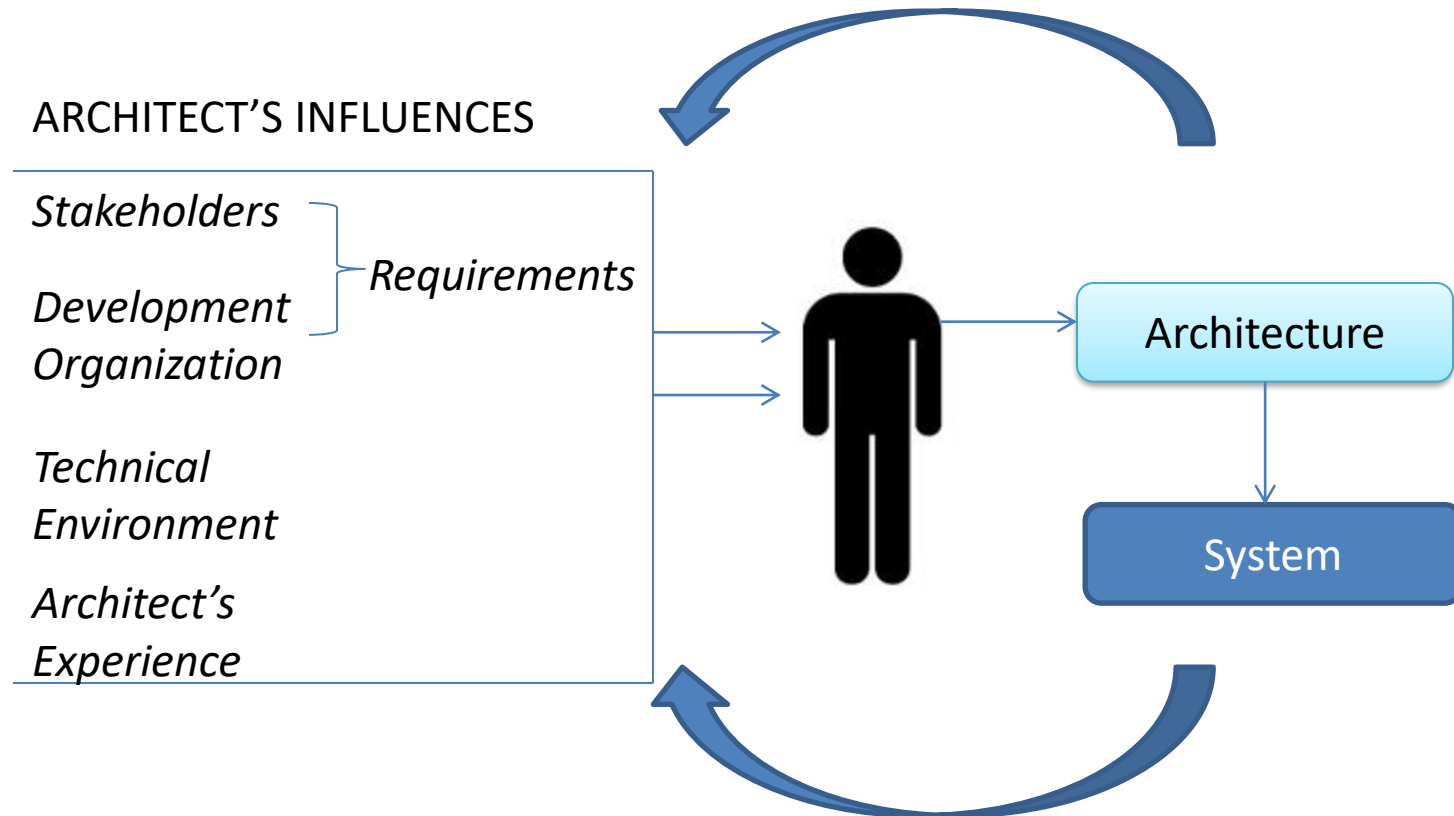 ARCHITECT’S INFLUENCES
Stakeholders
Requirements
Development
Organization
Technical
Environment
Architect’s
Experience
Architecture
System